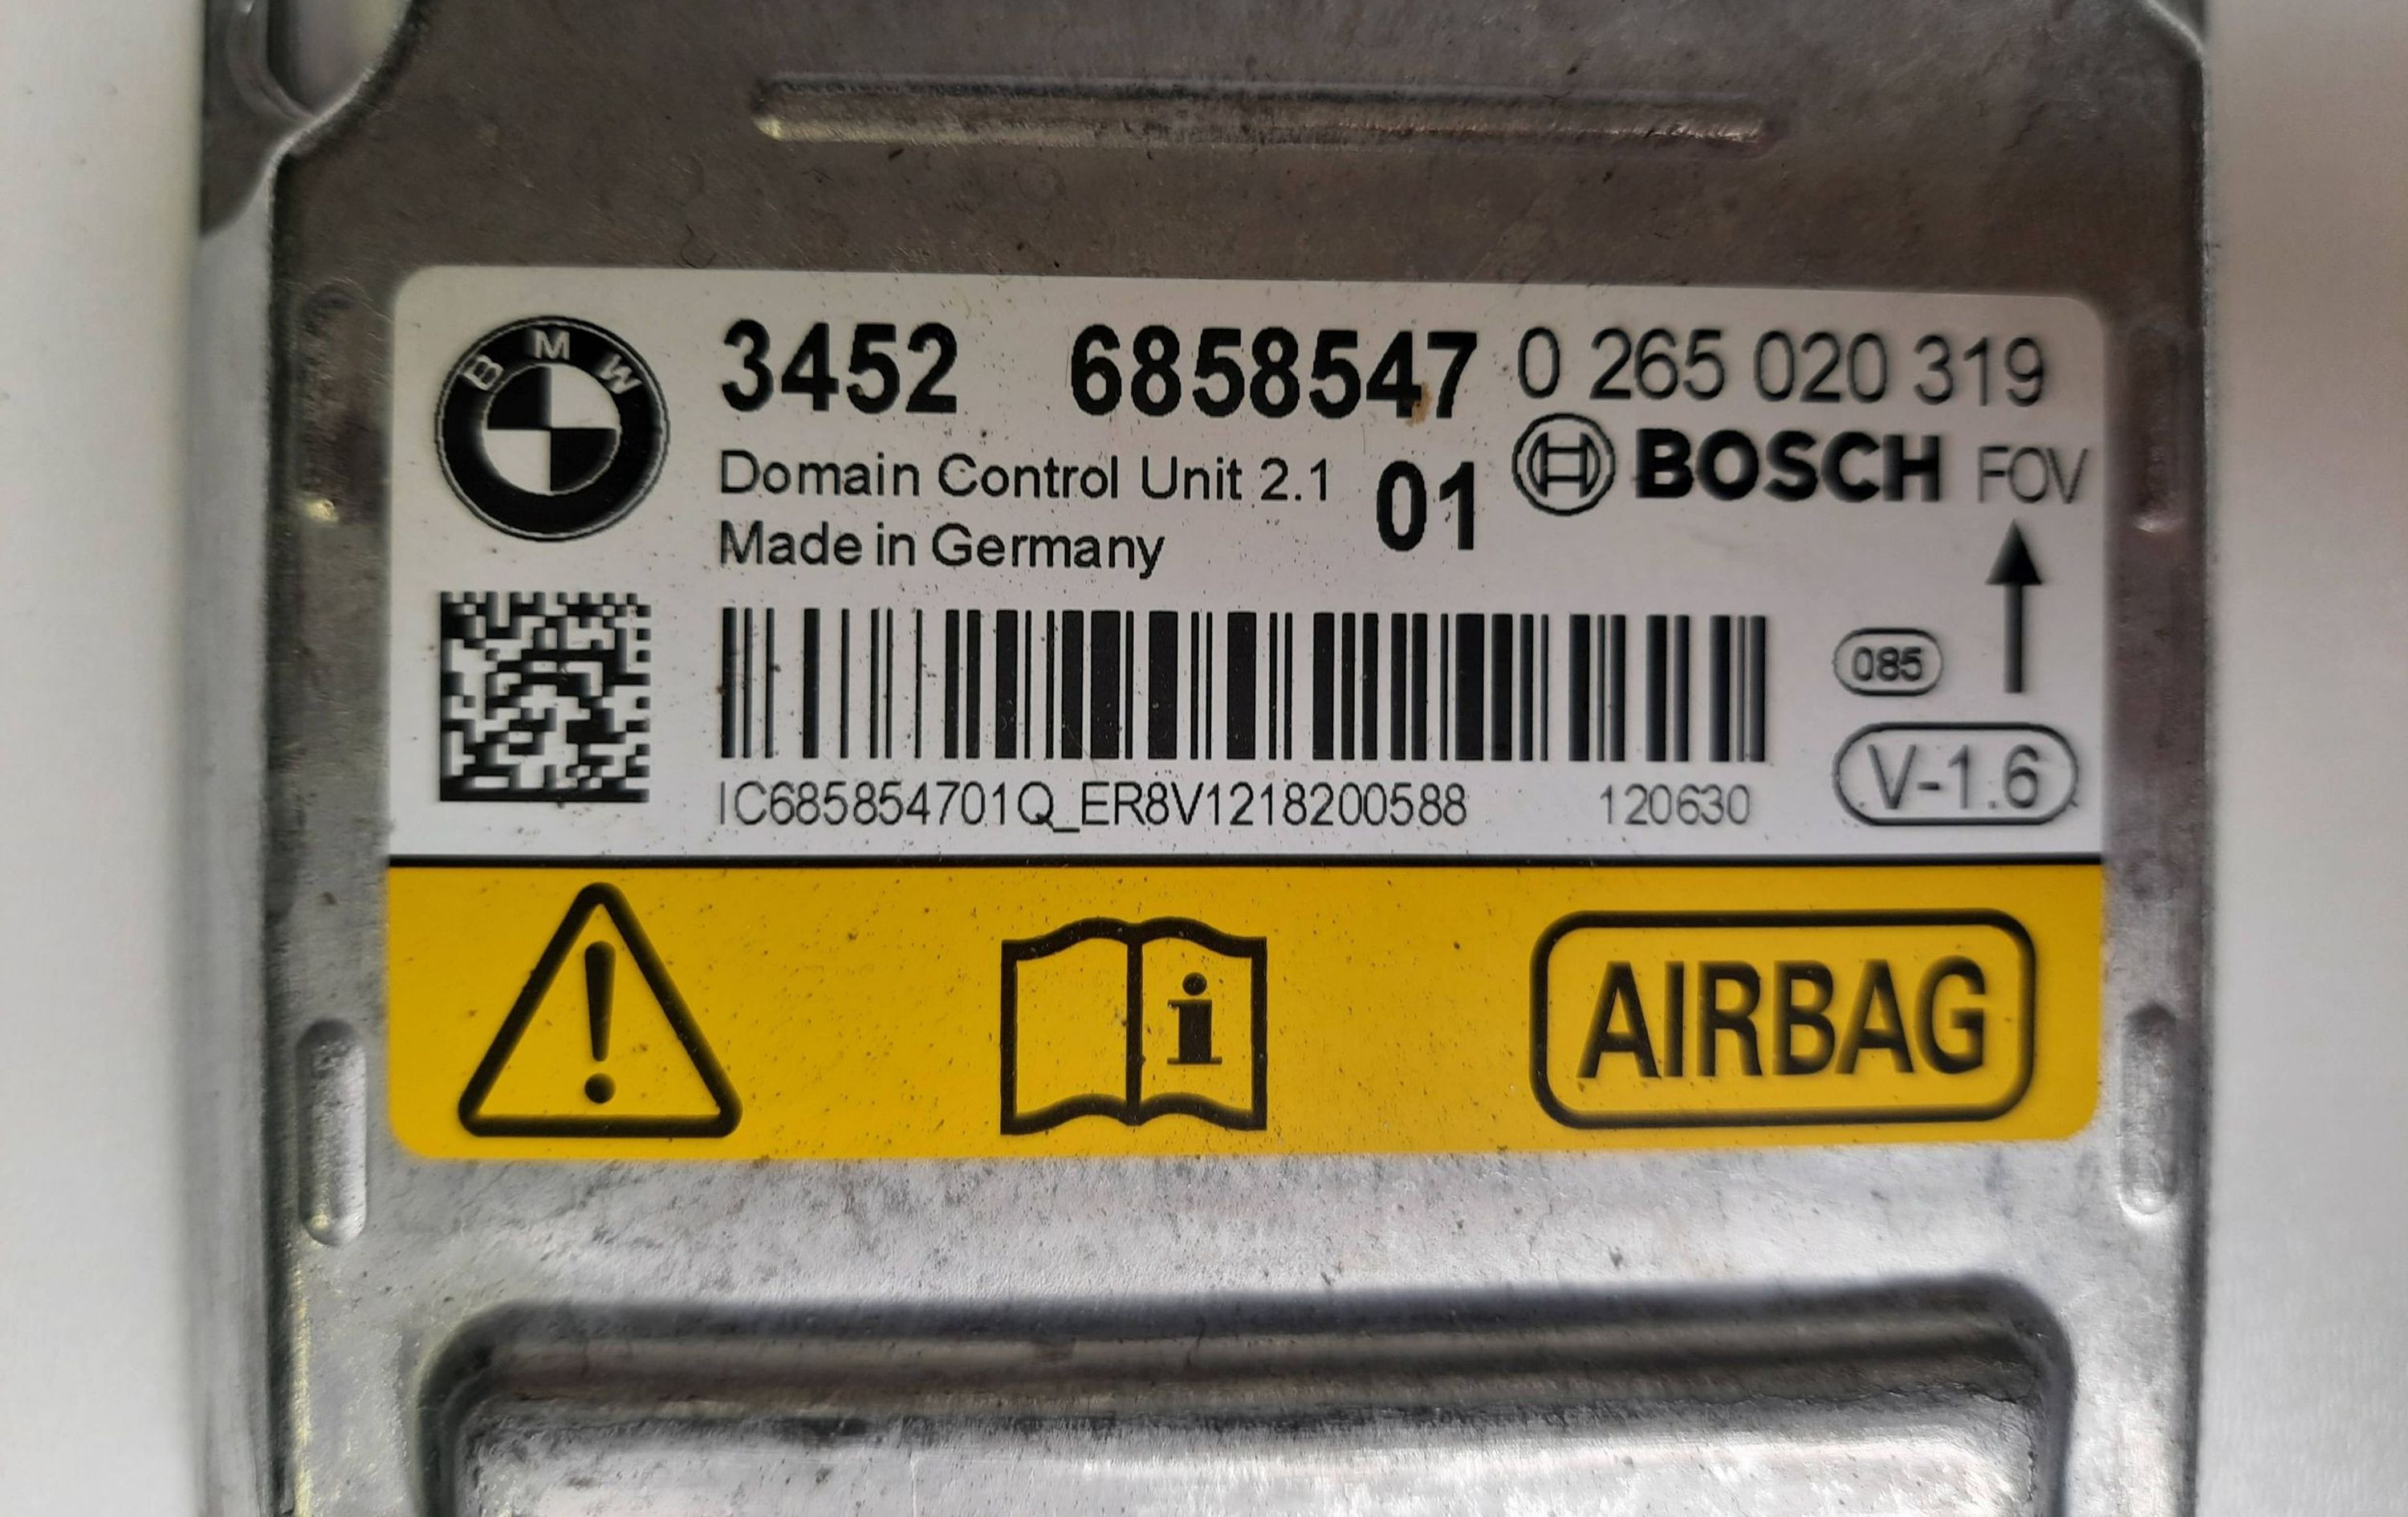 BMW
3452 6858547 0 265 020 319
Domain Control Unit 2.1 01 BOSCH FOV
Made in Germany
085
IC685854701Q_ER8V1218200588 120630 V-1.6
i AIRBAG